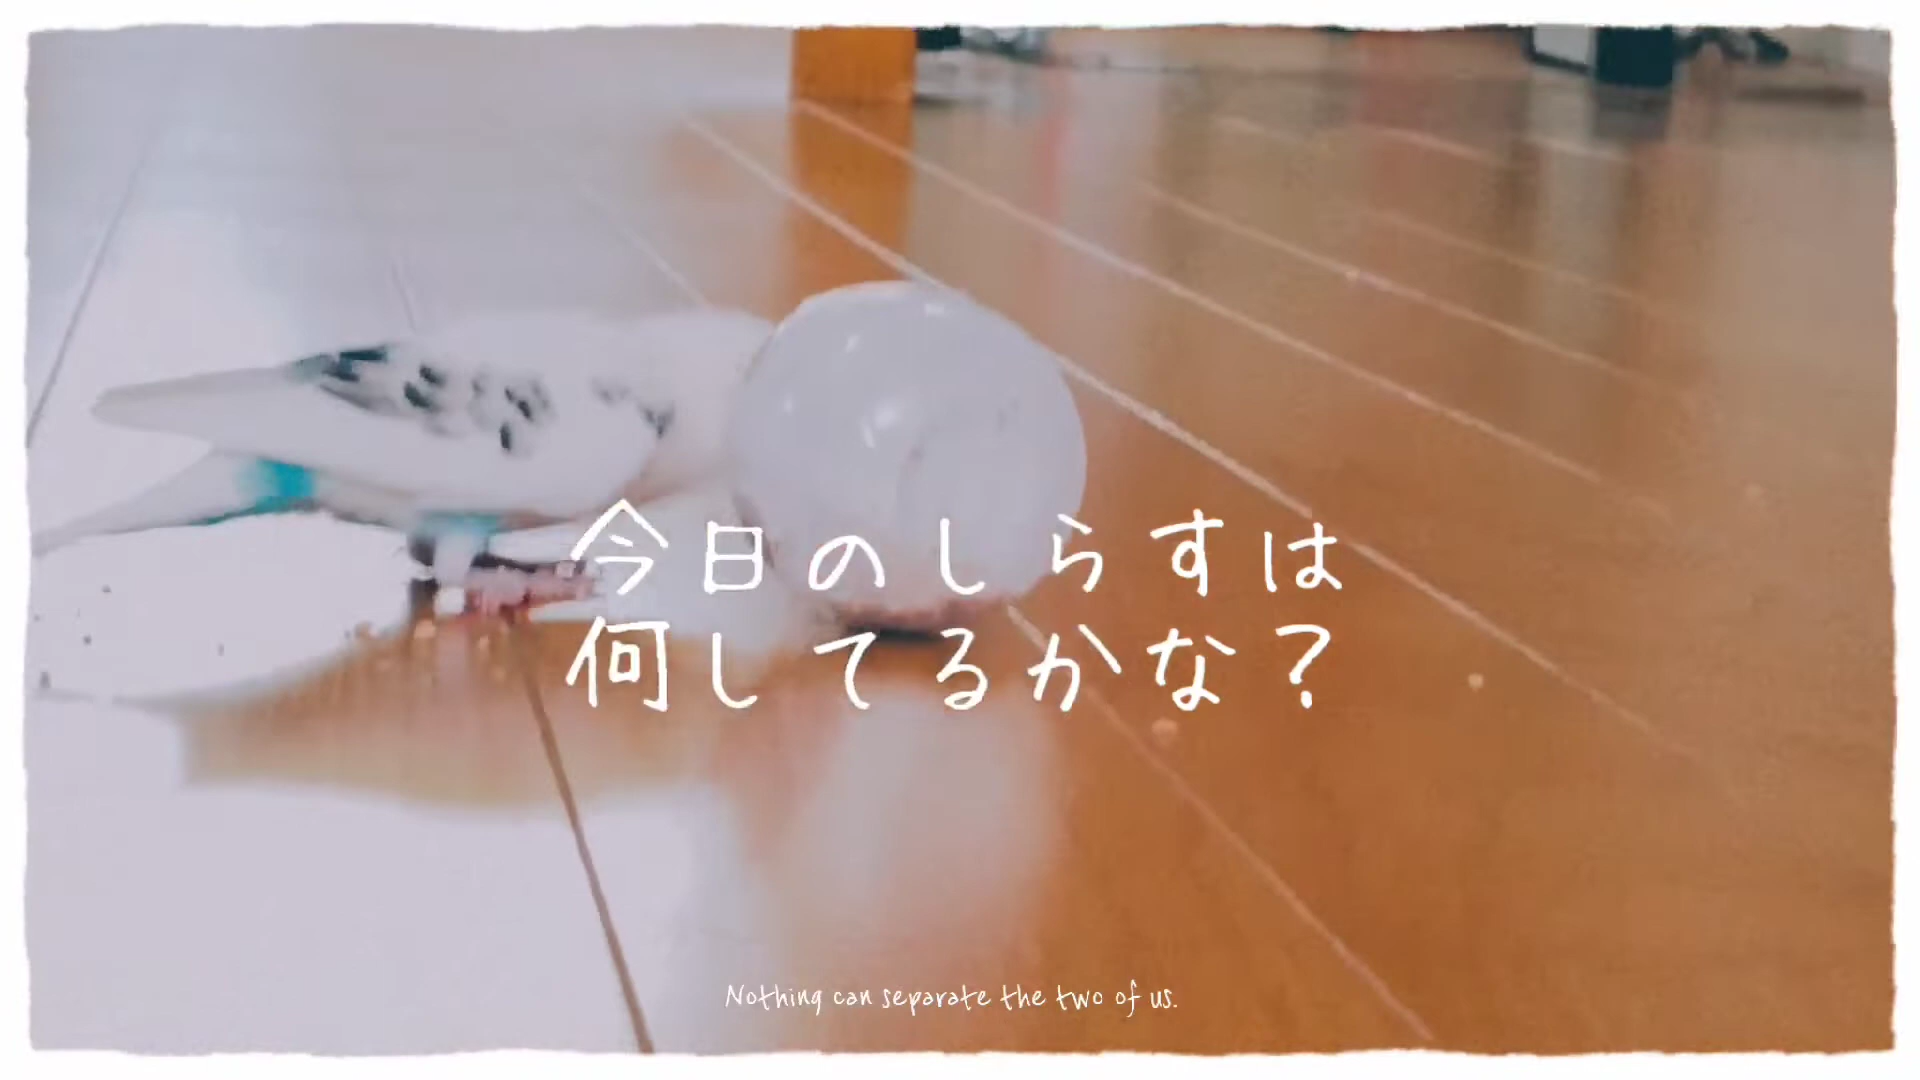 今日のしらすは
何してるかな？
Nothing can separate the two of us.